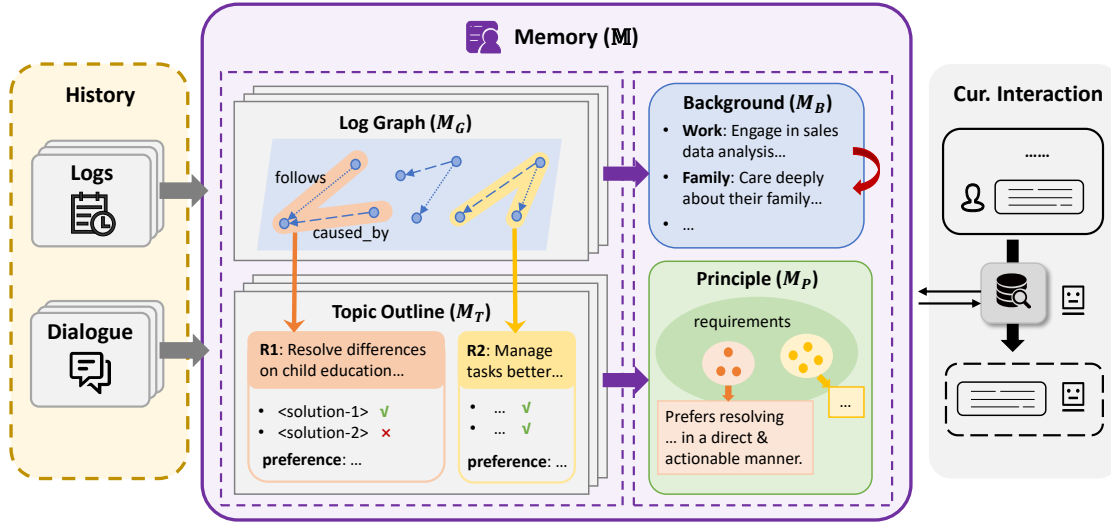 Memory (𝕄)
History
Logs
Dialogue
Log Graph (M_G)
follows
caused_by
Topic Outline (M_T)
R1: Resolve differences
on child education…
• <solution-1> √
• <solution-2> ×
preference: …
R2: Manage
tasks better…
• … √
• … √
preference: …
Background (M_B)
• Work: Engage in sales
data analysis…
• Family: Care deeply
about their family…
• …
Principle (M_P)
requirements
Prefers resolving
… in a direct &
actionable manner.
…
Cur. Interaction
……